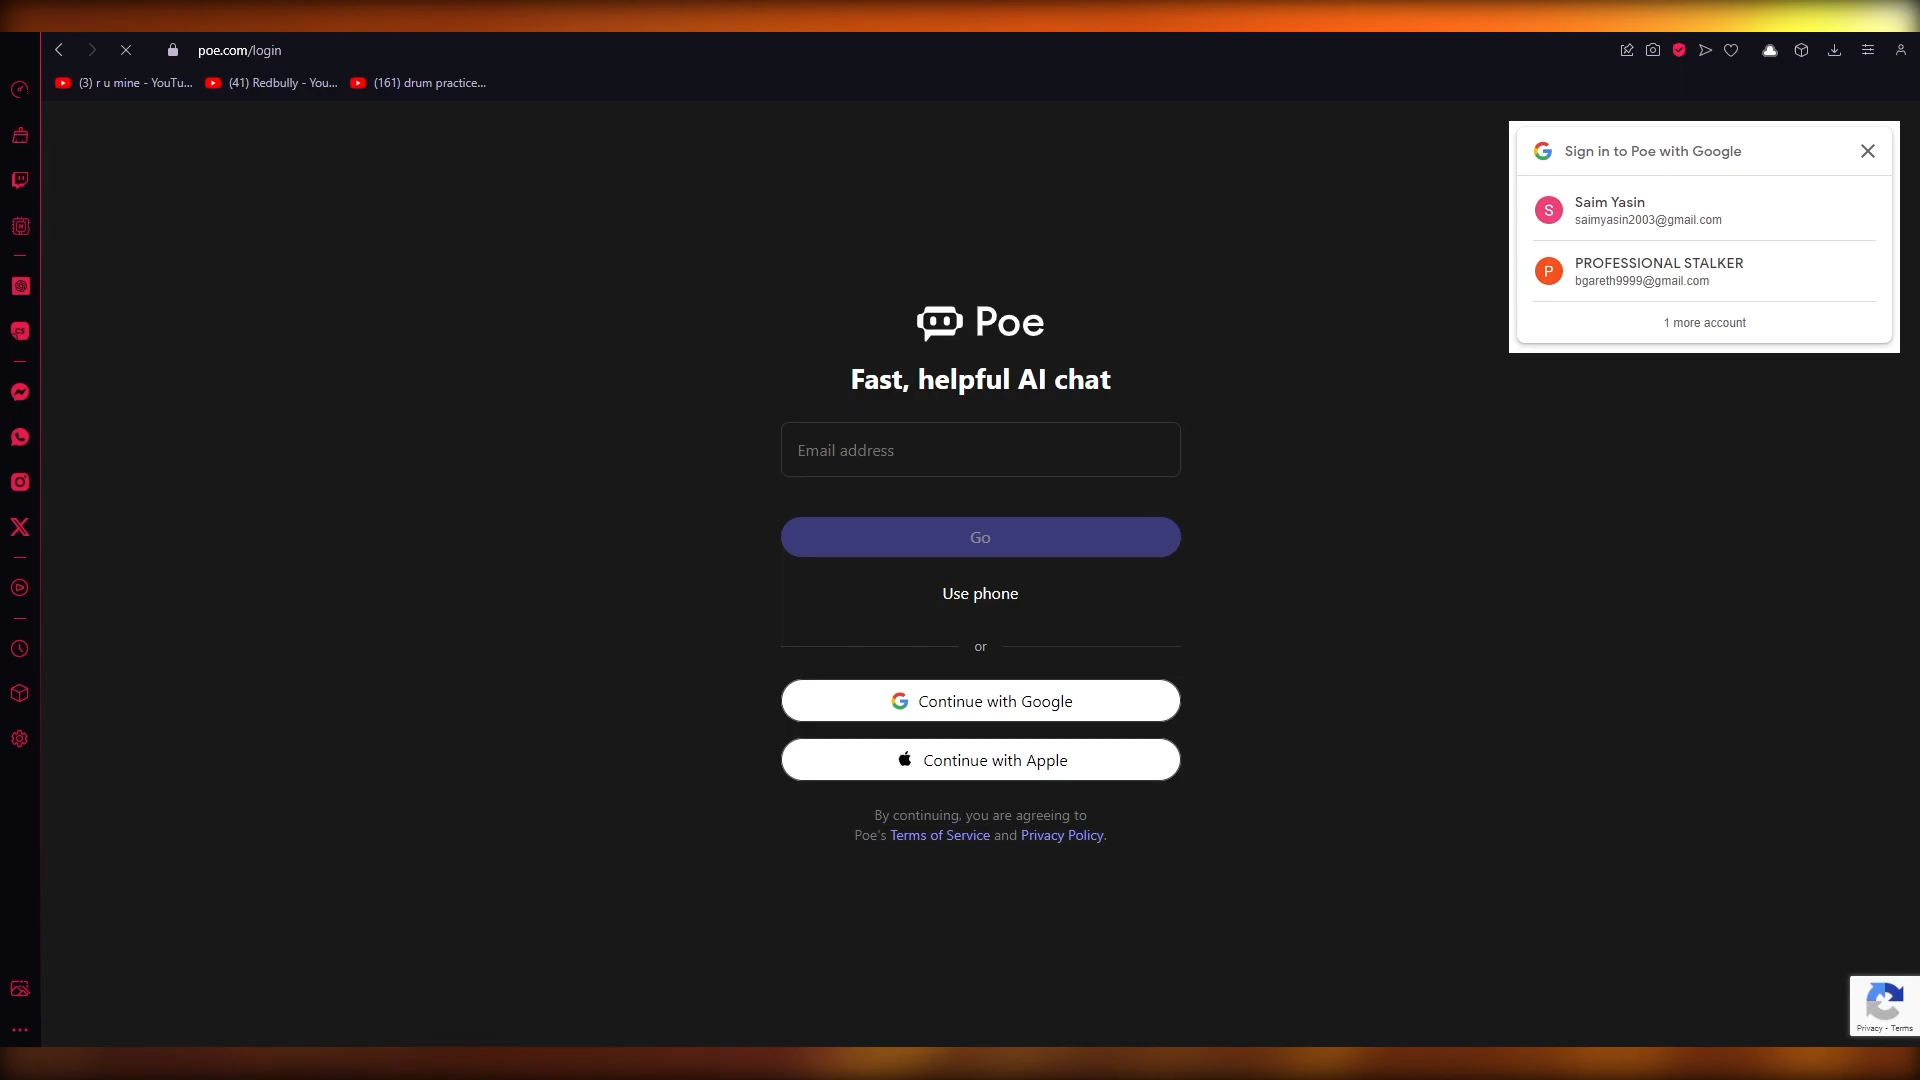 poe.com/login
(3) r u mine - YouTu...
(41) Redbully - You...
(161) drum practice...
Sign in to Poe with Google
S
Saim Yasin
saimyasin2003@gmail.com
P
PROFESSIONAL STALKER
bgareth9999@gmail.com
1 more account
Poe
Fast, helpful AI chat
Email address
Go
Use phone
or
Continue with Google
Continue with Apple
By continuing, you are agreeing to
Poe's Terms of Service and Privacy Policy.
Privacy - Terms